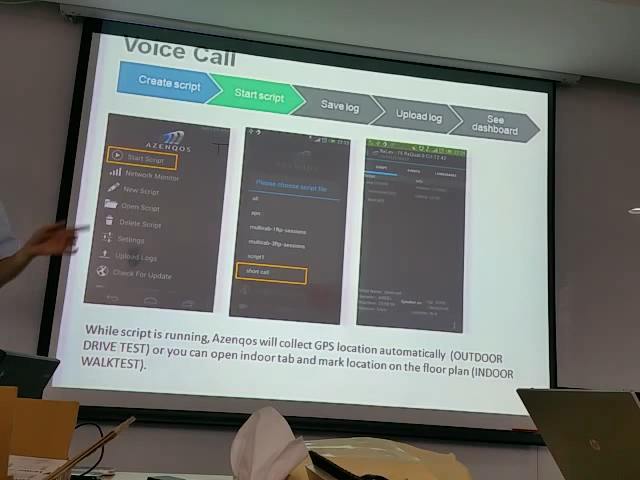 Voice Call
Create script
Start script
Save log
Upload log
See
dashboard
AZENQOS
Start Script
Network Monitor
New Script
Open Script
Delete Script
Settings
Upload Logs
Check For Update
Please choose script file
all
apn
multirab-1ftp-sessions
multirab-3ftp-sessions
script1
short call
While script is running, Azenqos will collect GPS location automatically (OUTDOOR
DRIVE TEST) or you can open indoor tab and mark location on the floor plan (INDOOR
WALKTEST).
hp